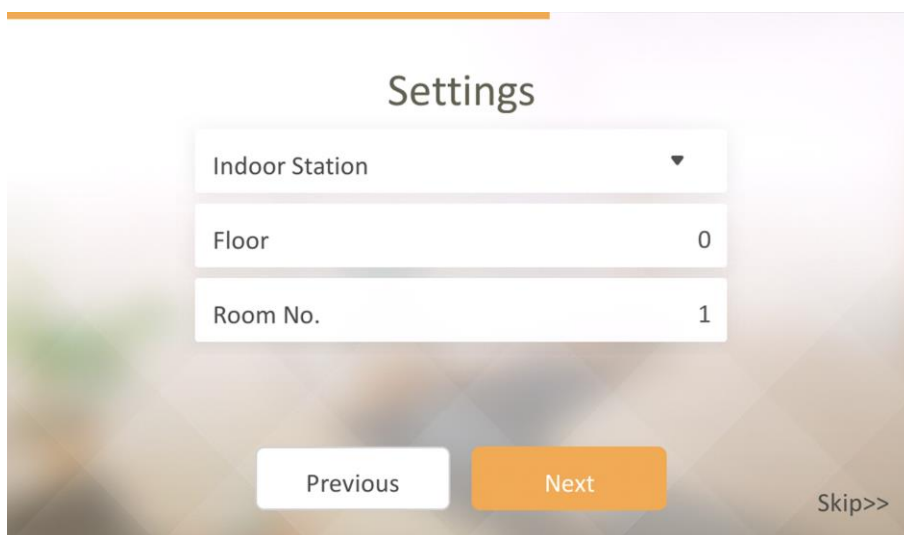 Settings
Indoor Station
Floor 0
Room No. 1
Previous Next
Skip>>